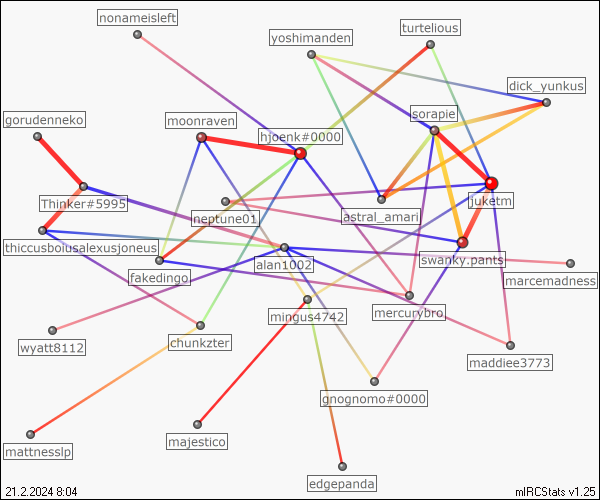 nonameisleft
turtelious
yoshimanden
dick_yunkus
sorapie
gorudenneko
moonraven
hjoenk#0000
Thinker#5995
juketm
neptune01
astral_amari
thiccusboiusalexusjoneus
swanky.pants
fakedingo
alan1002
marcemadness
mercurybro
mingus4742
wyatt8112
chunkzter
maddiee3773
gnognomo#0000
majestico
mattnesslp
edgepanda
21.2.2024 8:04
mIRCStats v1.25